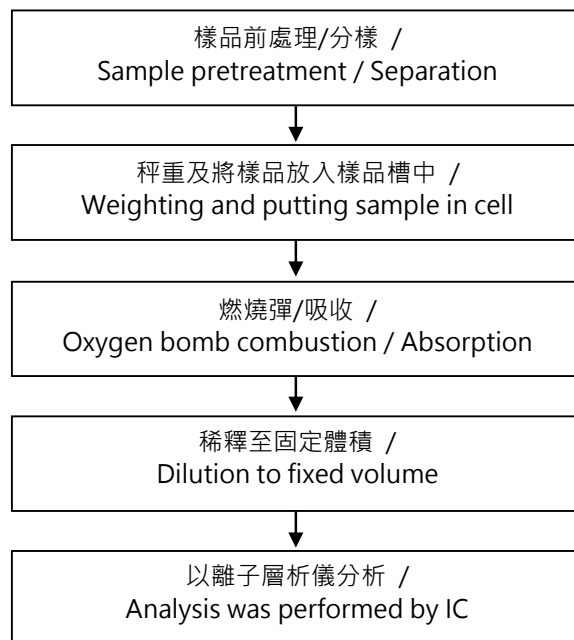 樣品前處理/分樣 /
Sample pretreatment / Separation
秤重及將樣品放入樣品槽中 /
Weighting and putting sample in cell
燃燒彈/吸收 /
Oxygen bomb combustion / Absorption
稀釋至固定體積 /
Dilution to fixed volume
以離子層析儀分析 /
Analysis was performed by IC